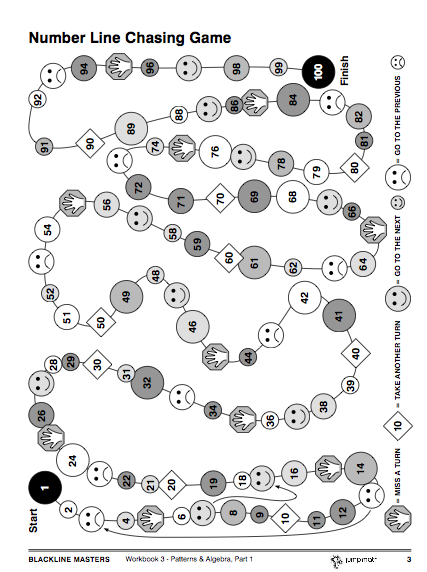 Number Line Chasing Game
94 96 98 99 100
Finish
92
88 86 84
82
91 90 89
81
74 76 78 79 80
72 71 70 69 68
66
54 56 58 59 60 61 62 64
52 51 50 49 48
46 44 42 41
40
28 29 30 31 32 34 36 38 39
26
24 22 21 20 19 18 16 14
1
Start
2 4 6 8 9 10 11 12
= MISS A TURN
10 = TAKE ANOTHER TURN
= GO TO THE NEXT
= GO TO THE PREVIOUS
BLACKLINE MASTERS Workbook 3 - Patterns & Algebra, Part 1 jumpmath 3